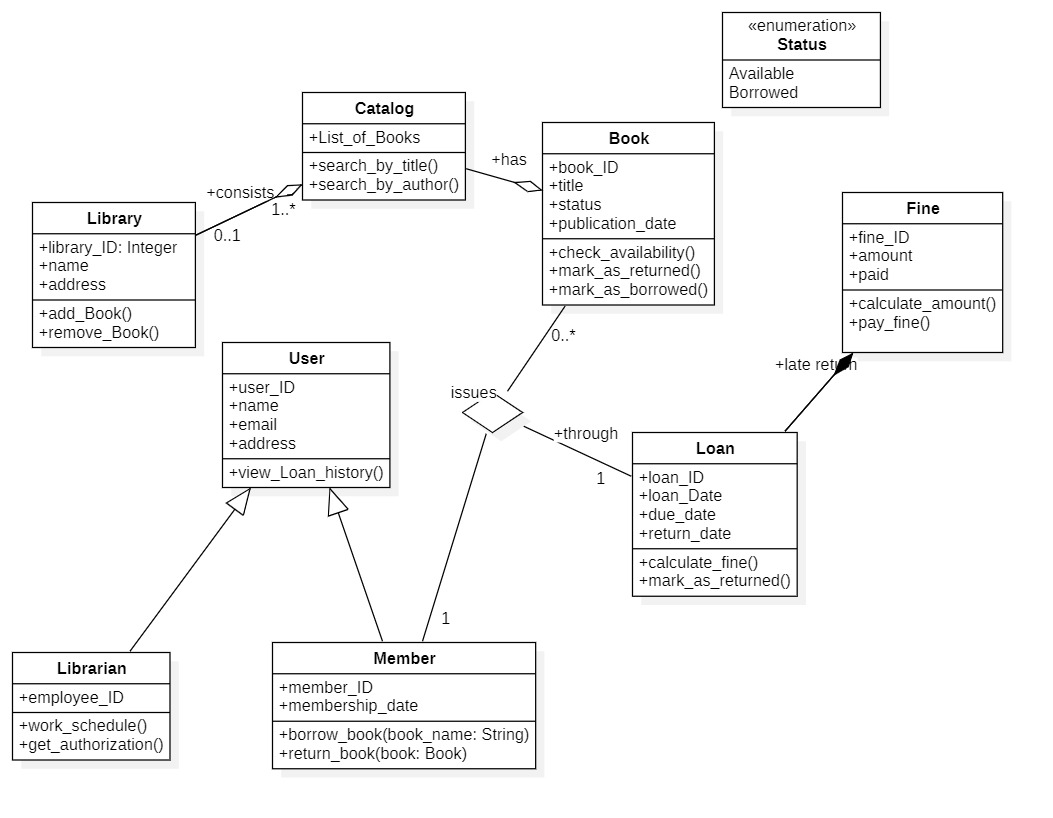 «enumeration»
Status
Available
Borrowed
Catalog
+List_of_Books
+search_by_title()
+search_by_author()
+has
Book
+book_ID
+title
+status
+publication_date
+check_availability()
+mark_as_returned()
+mark_as_borrowed()
+consists
1..*
0..1
Library
+library_ID: Integer
+name
+address
+add_Book()
+remove_Book()
Fine
+fine_ID
+amount
+paid
+calculate_amount()
+pay_fine()
User
+user_ID
+name
+email
+address
+view_Loan_history()
0..*
issues
+through
1
+late return
Loan
+loan_ID
+loan_Date
+due_date
+return_date
+calculate_fine()
+mark_as_returned()
1
Librarian
+employee_ID
+work_schedule()
+get_authorization()
Member
+member_ID
+membership_date
+borrow_book(book_name: String)
+return_book(book: Book)